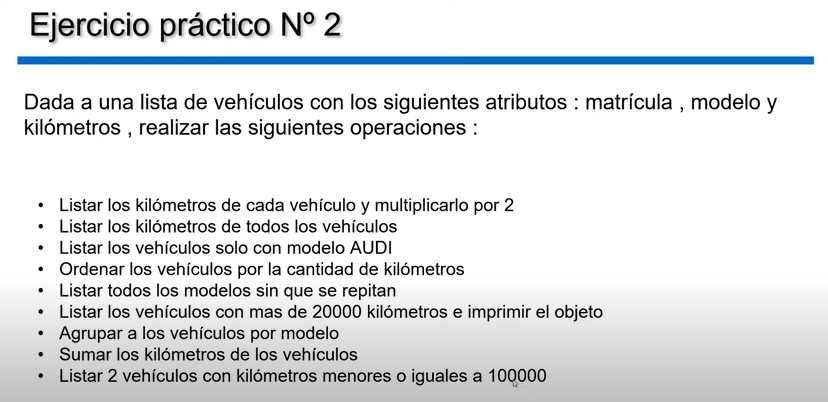 Ejercicio práctico Nº 2
Dada a una lista de vehículos con los siguientes atributos : matrícula , modelo y
kilómetros , realizar las siguientes operaciones :
• Listar los kilómetros de cada vehículo y multiplicarlo por 2
• Listar los kilómetros de todos los vehículos
• Listar los vehículos solo con modelo AUDI
• Ordenar los vehículos por la cantidad de kilómetros
• Listar todos los modelos sin que se repitan
• Listar los vehículos con mas de 20000 kilómetros e imprimir el objeto
• Agrupar a los vehículos por modelo
• Sumar los kilómetros de los vehículos
• Listar 2 vehículos con kilómetros menores o iguales a 100000